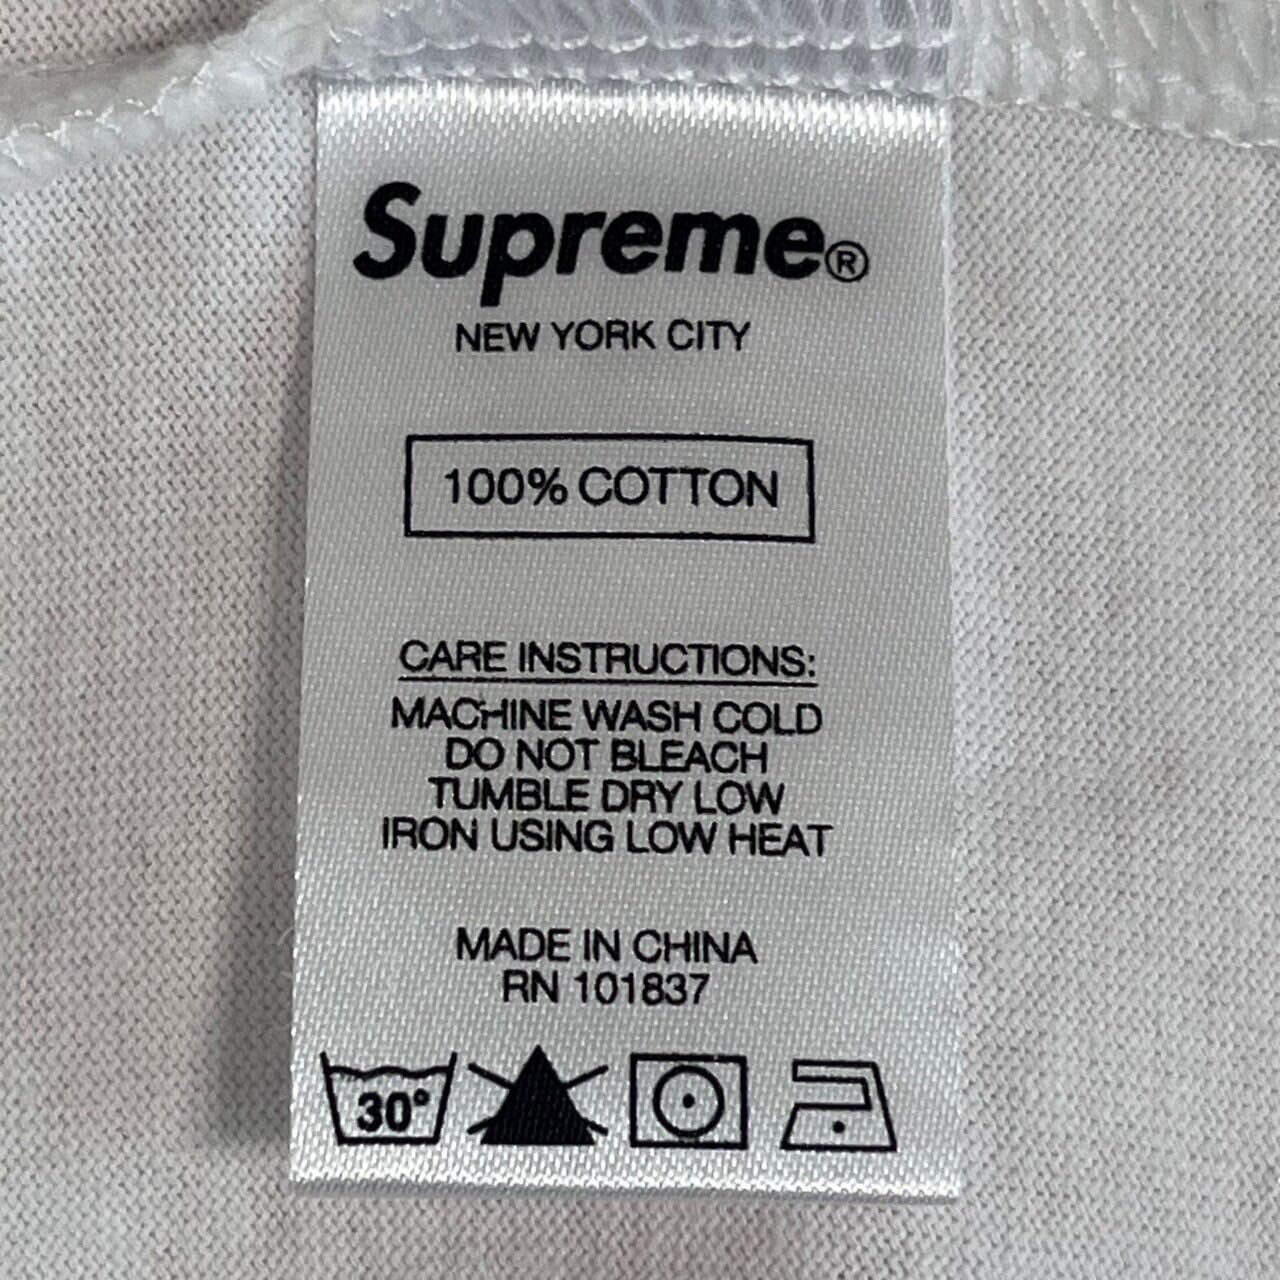 Supreme®
NEW YORK CITY
100% COTTON
CARE INSTRUCTIONS:
MACHINE WASH COLD
DO NOT BLEACH
TUMBLE DRY LOW
IRON USING LOW HEAT
MADE IN CHINA
RN 101837
30°